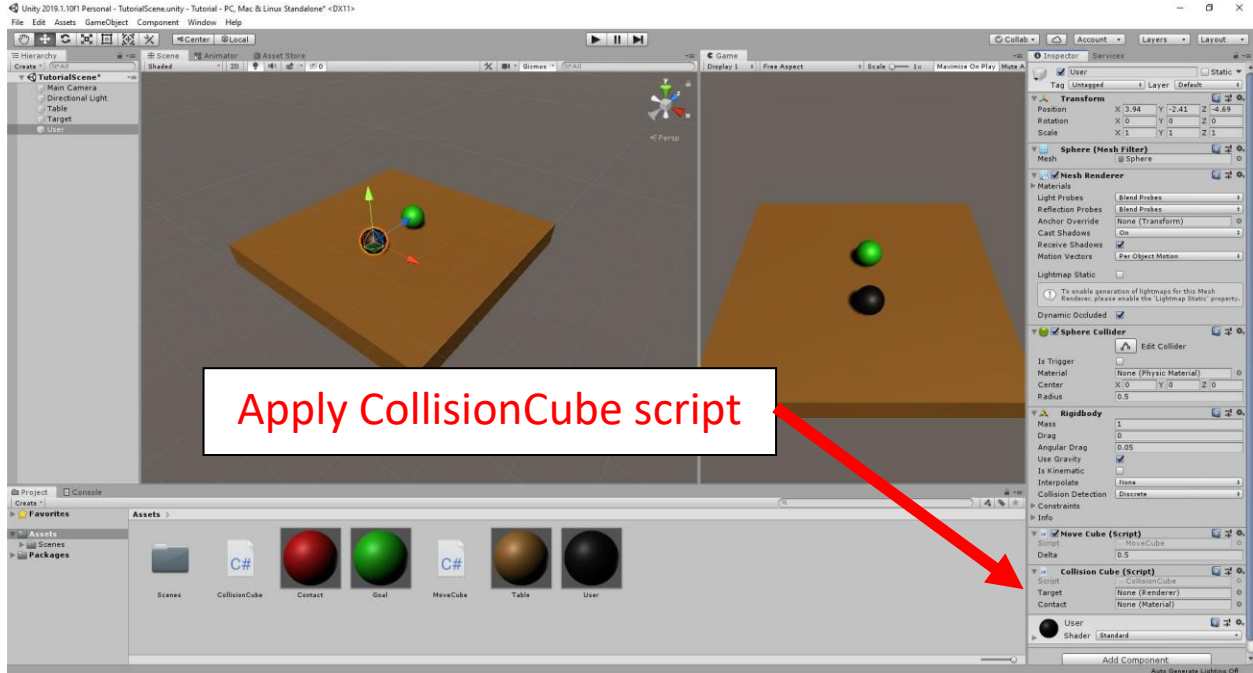 Unity 2019.1.10f1 Personal - TutorialScene.unity - Tutorial - PC, Mac & Linux Standalone* <DX11>
File Edit Assets GameObject Component Window Help
Center Local Collab Account Layers Layout
Hierarchy
Create All
TutorialScene*
Main Camera
Directional Light
Table
Target
User
Scene Animator Asset Store
Shaded 2D 0 Gizmos All
Persp
Game
Display 1 Free Aspect Scale 1x Maximize On Play Mute A
Apply CollisionCube script
Inspector Services
User Static
Tag Untagged Layer Default
Transform
Position X 3.94 Y -2.41 Z -4.69
Rotation X 0 Y 0 Z 0
Scale X 1 Y 1 Z 1
Sphere (Mesh Filter)
Mesh Sphere
Mesh Renderer
Materials
Light Probes Blend Probes
Reflection Probes Blend Probes
Anchor Override None (Transform)
Cast Shadows On
Receive Shadows
Motion Vectors Per Object Motion
Lightmap Static
To enable generation of lightmaps for this Mesh
Renderer, please enable the 'Lightmap Static' property.
Dynamic Occluded
Sphere Collider
Edit Collider
Is Trigger
Material None (Physic Material)
Center X 0 Y 0 Z 0
Radius 0.5
Rigidbody
Mass 1
Drag 0
Angular Drag 0.05
Use Gravity
Is Kinematic
Interpolate None
Collision Detection Discrete
Constraints
Info
Move Cube (Script)
Script MoveCube
Delta 0.5
Collision Cube (Script)
Script CollisionCube
Target None (Renderer)
Contact None (Material)
User
Shader Standard
Add Component
Auto Generate Lighting Off
Project Console
Create
Favorites
Assets
Scenes
Packages
Assets >
C# C#
Scenes CollisionCube Contact Goal MoveCube Table User